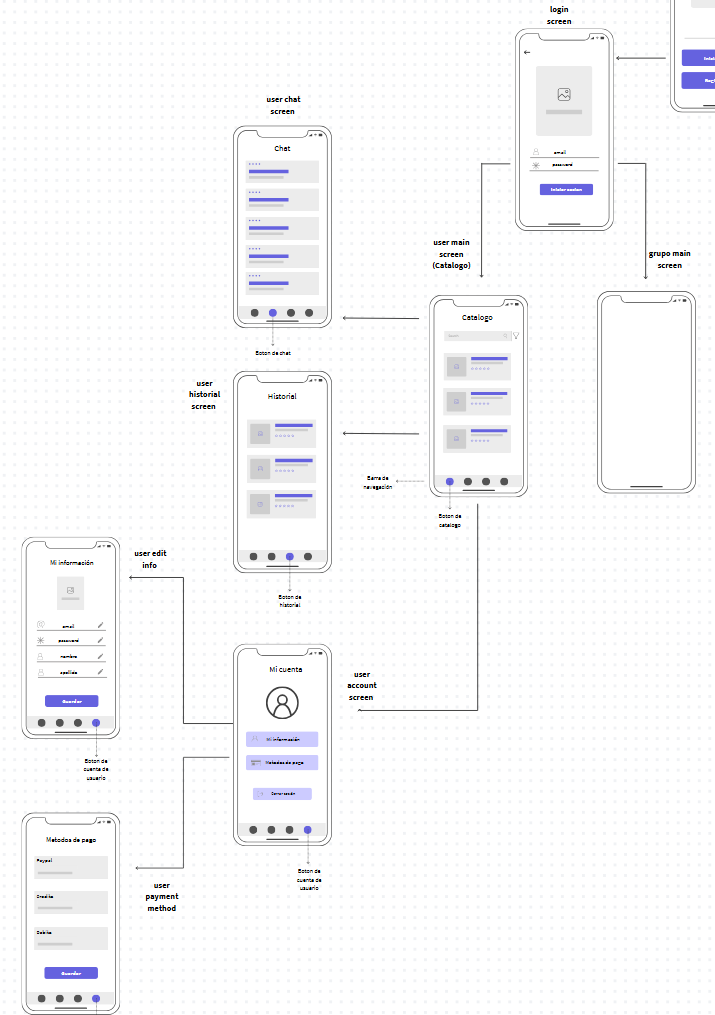 login
screen
email
password
Iniciar sesion
user chat
screen
Chat
Boton de chat
user main
screen
(Catalogo)
grupo main
screen
Catalogo
Search
Barra de
navegación
Boton de
catalogo
user
historial
screen
Historial
Boton de
historial
user edit
info
Mi información
email
password
nombre
apellido
Guardar
Boton de
cuenta de
usuario
user
account
screen
Mi cuenta
Mi información
Metodos de pago
Cerrar sesión
Boton de
cuenta de
usuario
user
payment
method
Metodos de pago
Paypal
Credito
Debito
Guardar